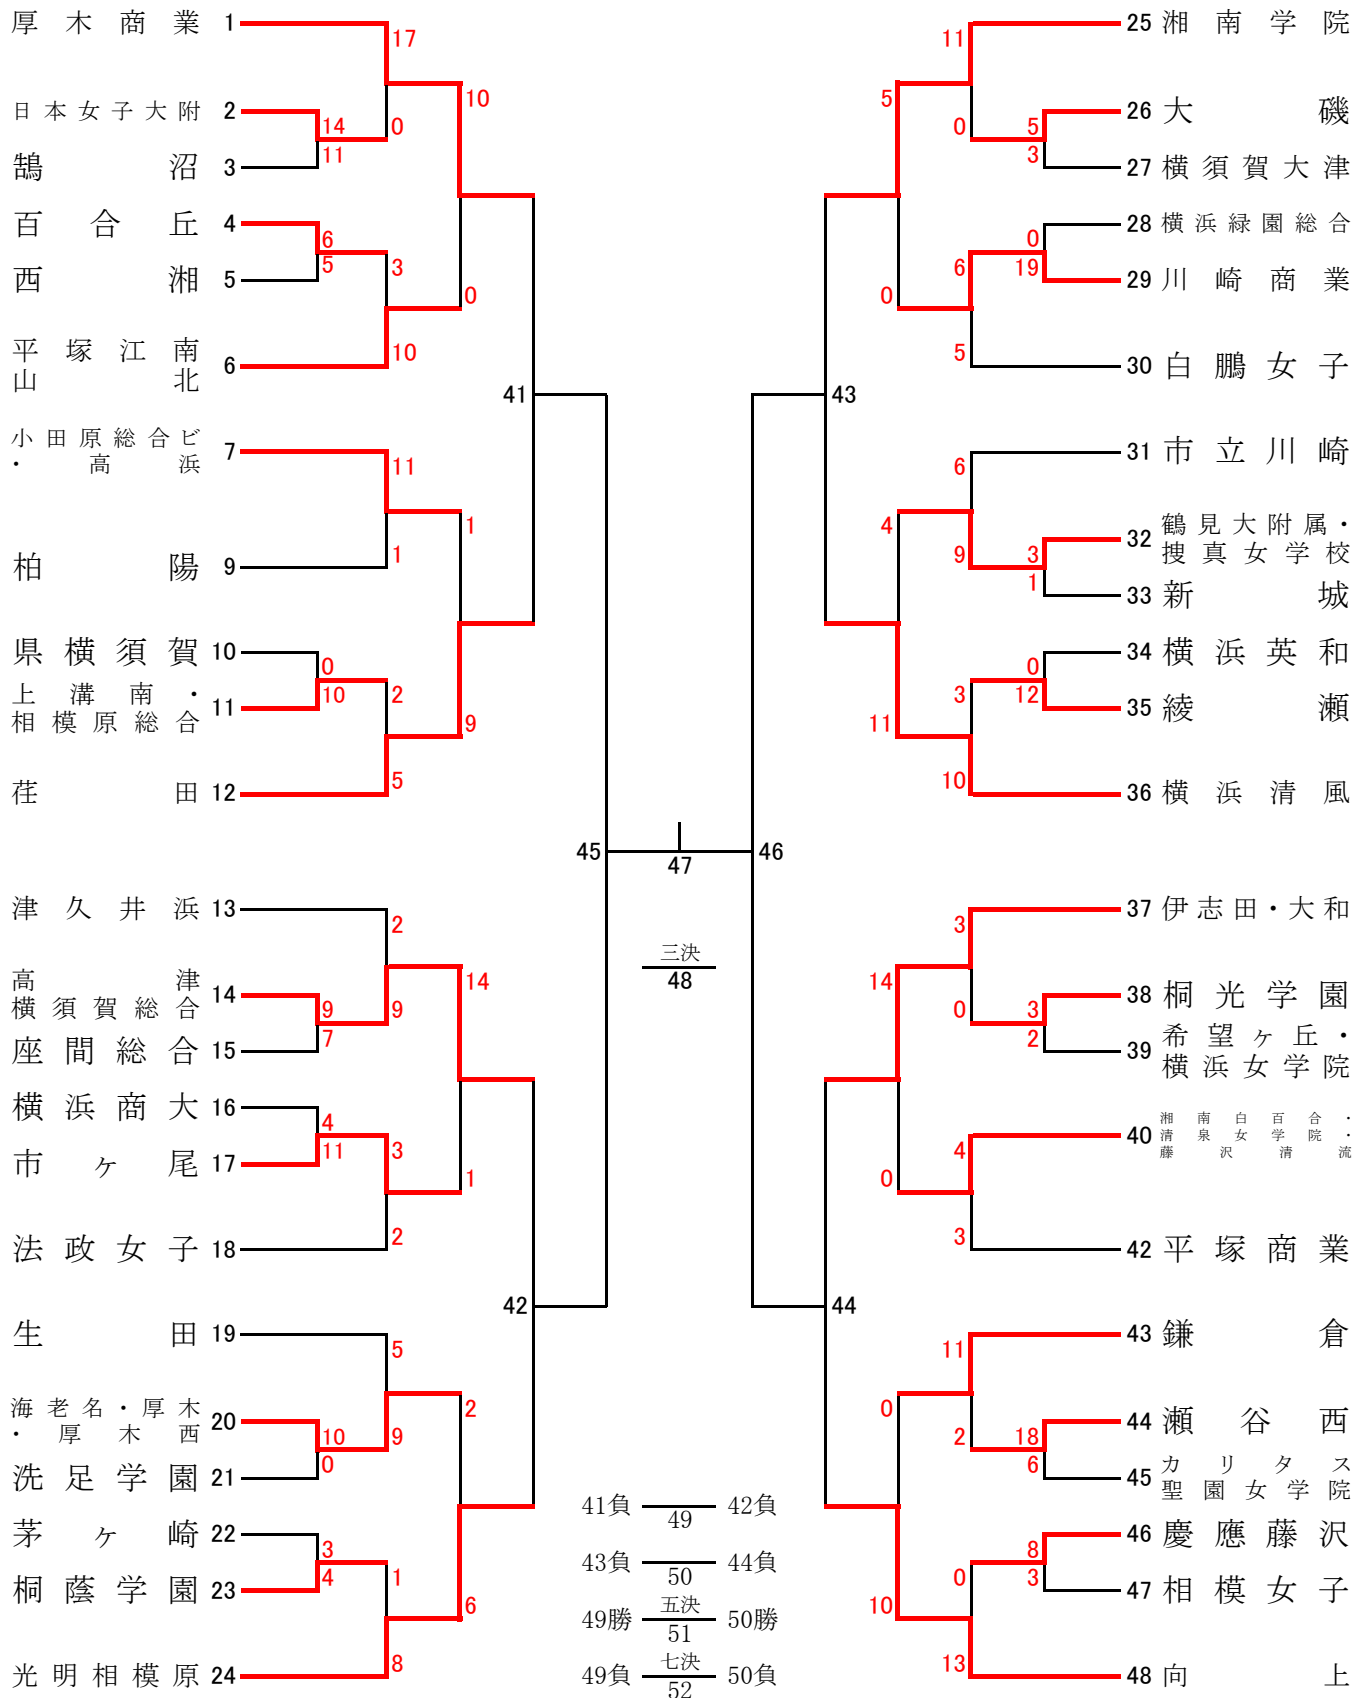 厚木商業 1
17
10
日本女子大附 2
14
0
11
鵠沼 3
百合丘 4
6
5
3
西湘 5
0
平塚江南
山北
6
10
41
小田原総合ビ
・高浜
7
11
1
1
柏陽 9
県横須賀 10
0
上溝南・
相模原総合
11
10
2
9
荏田 12
5
45
47
46
津久井浜 13
2
三決
48
高津
横須賀総合
14
9
9
14
7
座間総合 15
横浜商大 16
4
11
3
市ヶ尾 17
1
法政女子 18
2
42
生田 19
5
海老名・厚木
・厚木西
20
10
9
2
0
洗足学園 21
茅ヶ崎 22
3
4
1
桐蔭学園 23
6
光明相模原 24
8
41負 49 42負
43負 50 44負
49勝 五決 51 50勝
49負 七決 52 50負
25 湘南学院
11
5
26 大磯
5
0
3
27 横須賀大津
28 横浜緑園総合
0
6
19
0
29 川崎商業
5
30 白鵬女子
43
31 市立川崎
6
4
32
鶴見大附属・
捜真女学校
3
9
1
33 新城
34 横浜英和
0
3
12
35 綾瀬
11
10
36 横浜清風
37 伊志田・大和
3
14
38 桐光学園
3
0
2
39
希望ヶ丘・
横浜女学院
40
湘南白百合・
清泉女学院・
藤沢清流
4
0
3
42 平塚商業
44
43 鎌倉
11
0
44 瀬谷西
18
2
6
45
カリタス
聖園女学院
46 慶應藤沢
8
0
3
47 相模女子
10
13
48 向上